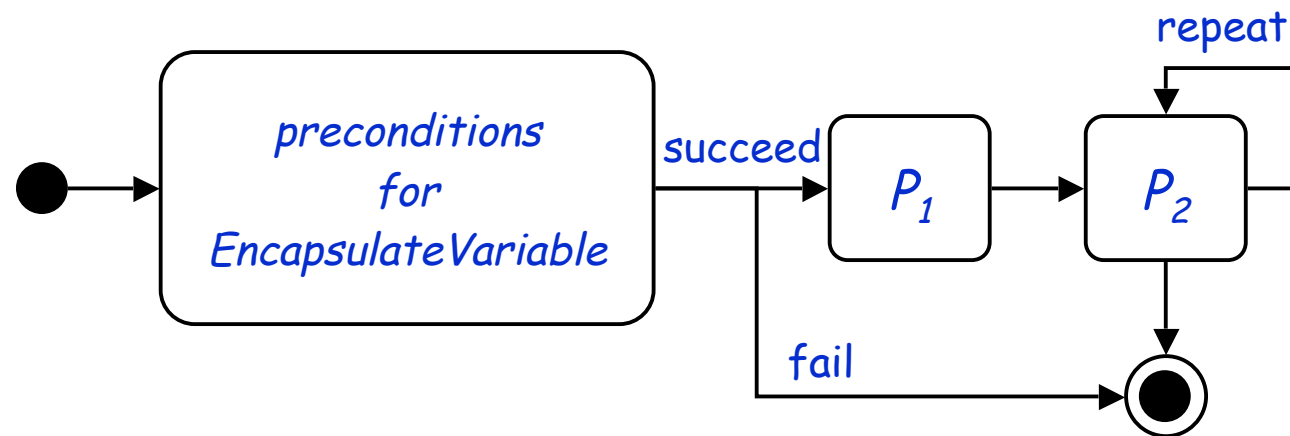 repeat
preconditions
for
EncapsulateVariable
succeed
P1
P2
fail